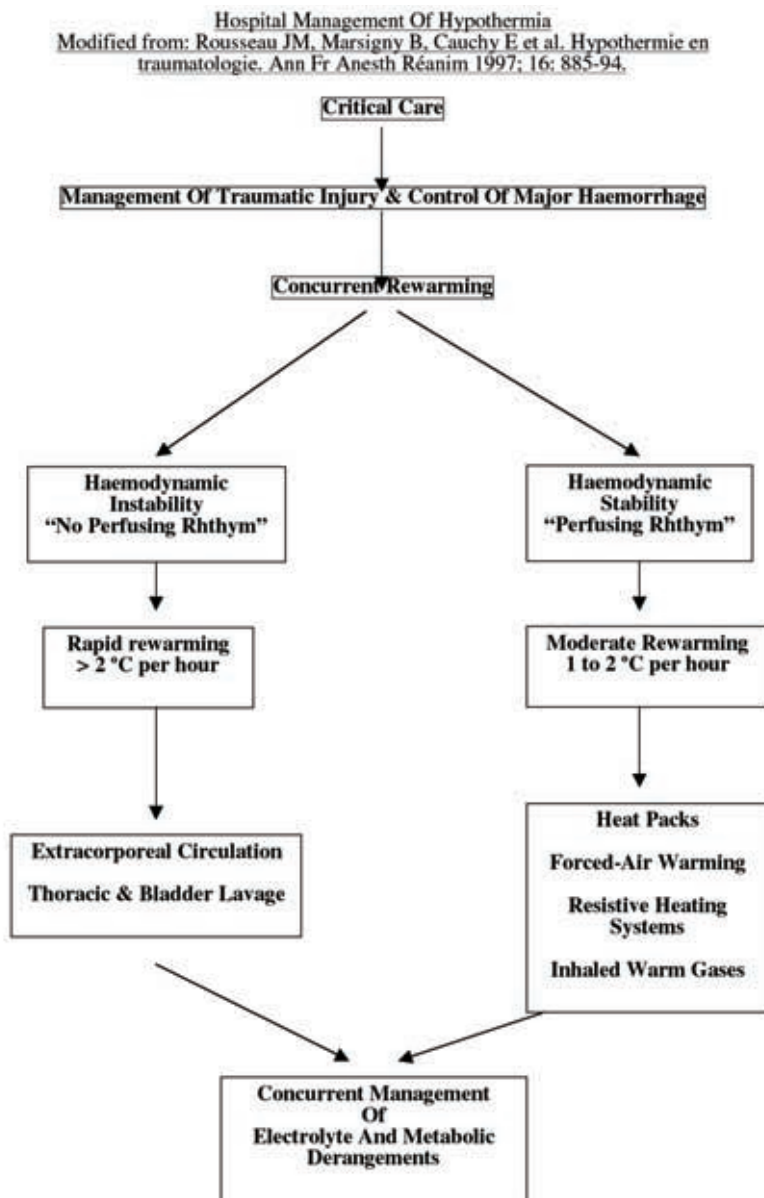 Hospital Management Of Hypothermia
Modified from: Rousseau JM, Marsigny B, Cauchy E et al. Hypothermie en
traumatologie. Ann Fr Anesth Réanim 1997; 16: 885-94.
Critical Care
Management Of Traumatic Injury & Control Of Major Haemorrhage
Concurrent Rewarming
Haemodynamic
Instability
“No Perfusing Rhthym”
Rapid rewarming
> 2 °C per hour
Extracorporeal Circulation
Thoracic & Bladder Lavage
Haemodynamic
Stability
“Perfusing Rhthym”
Moderate Rewarming
1 to 2 °C per hour
Heat Packs
Forced-Air Warming
Resistive Heating
Systems
Inhaled Warm Gases
Concurrent Management
Of
Electrolyte And Metabolic
Derangements